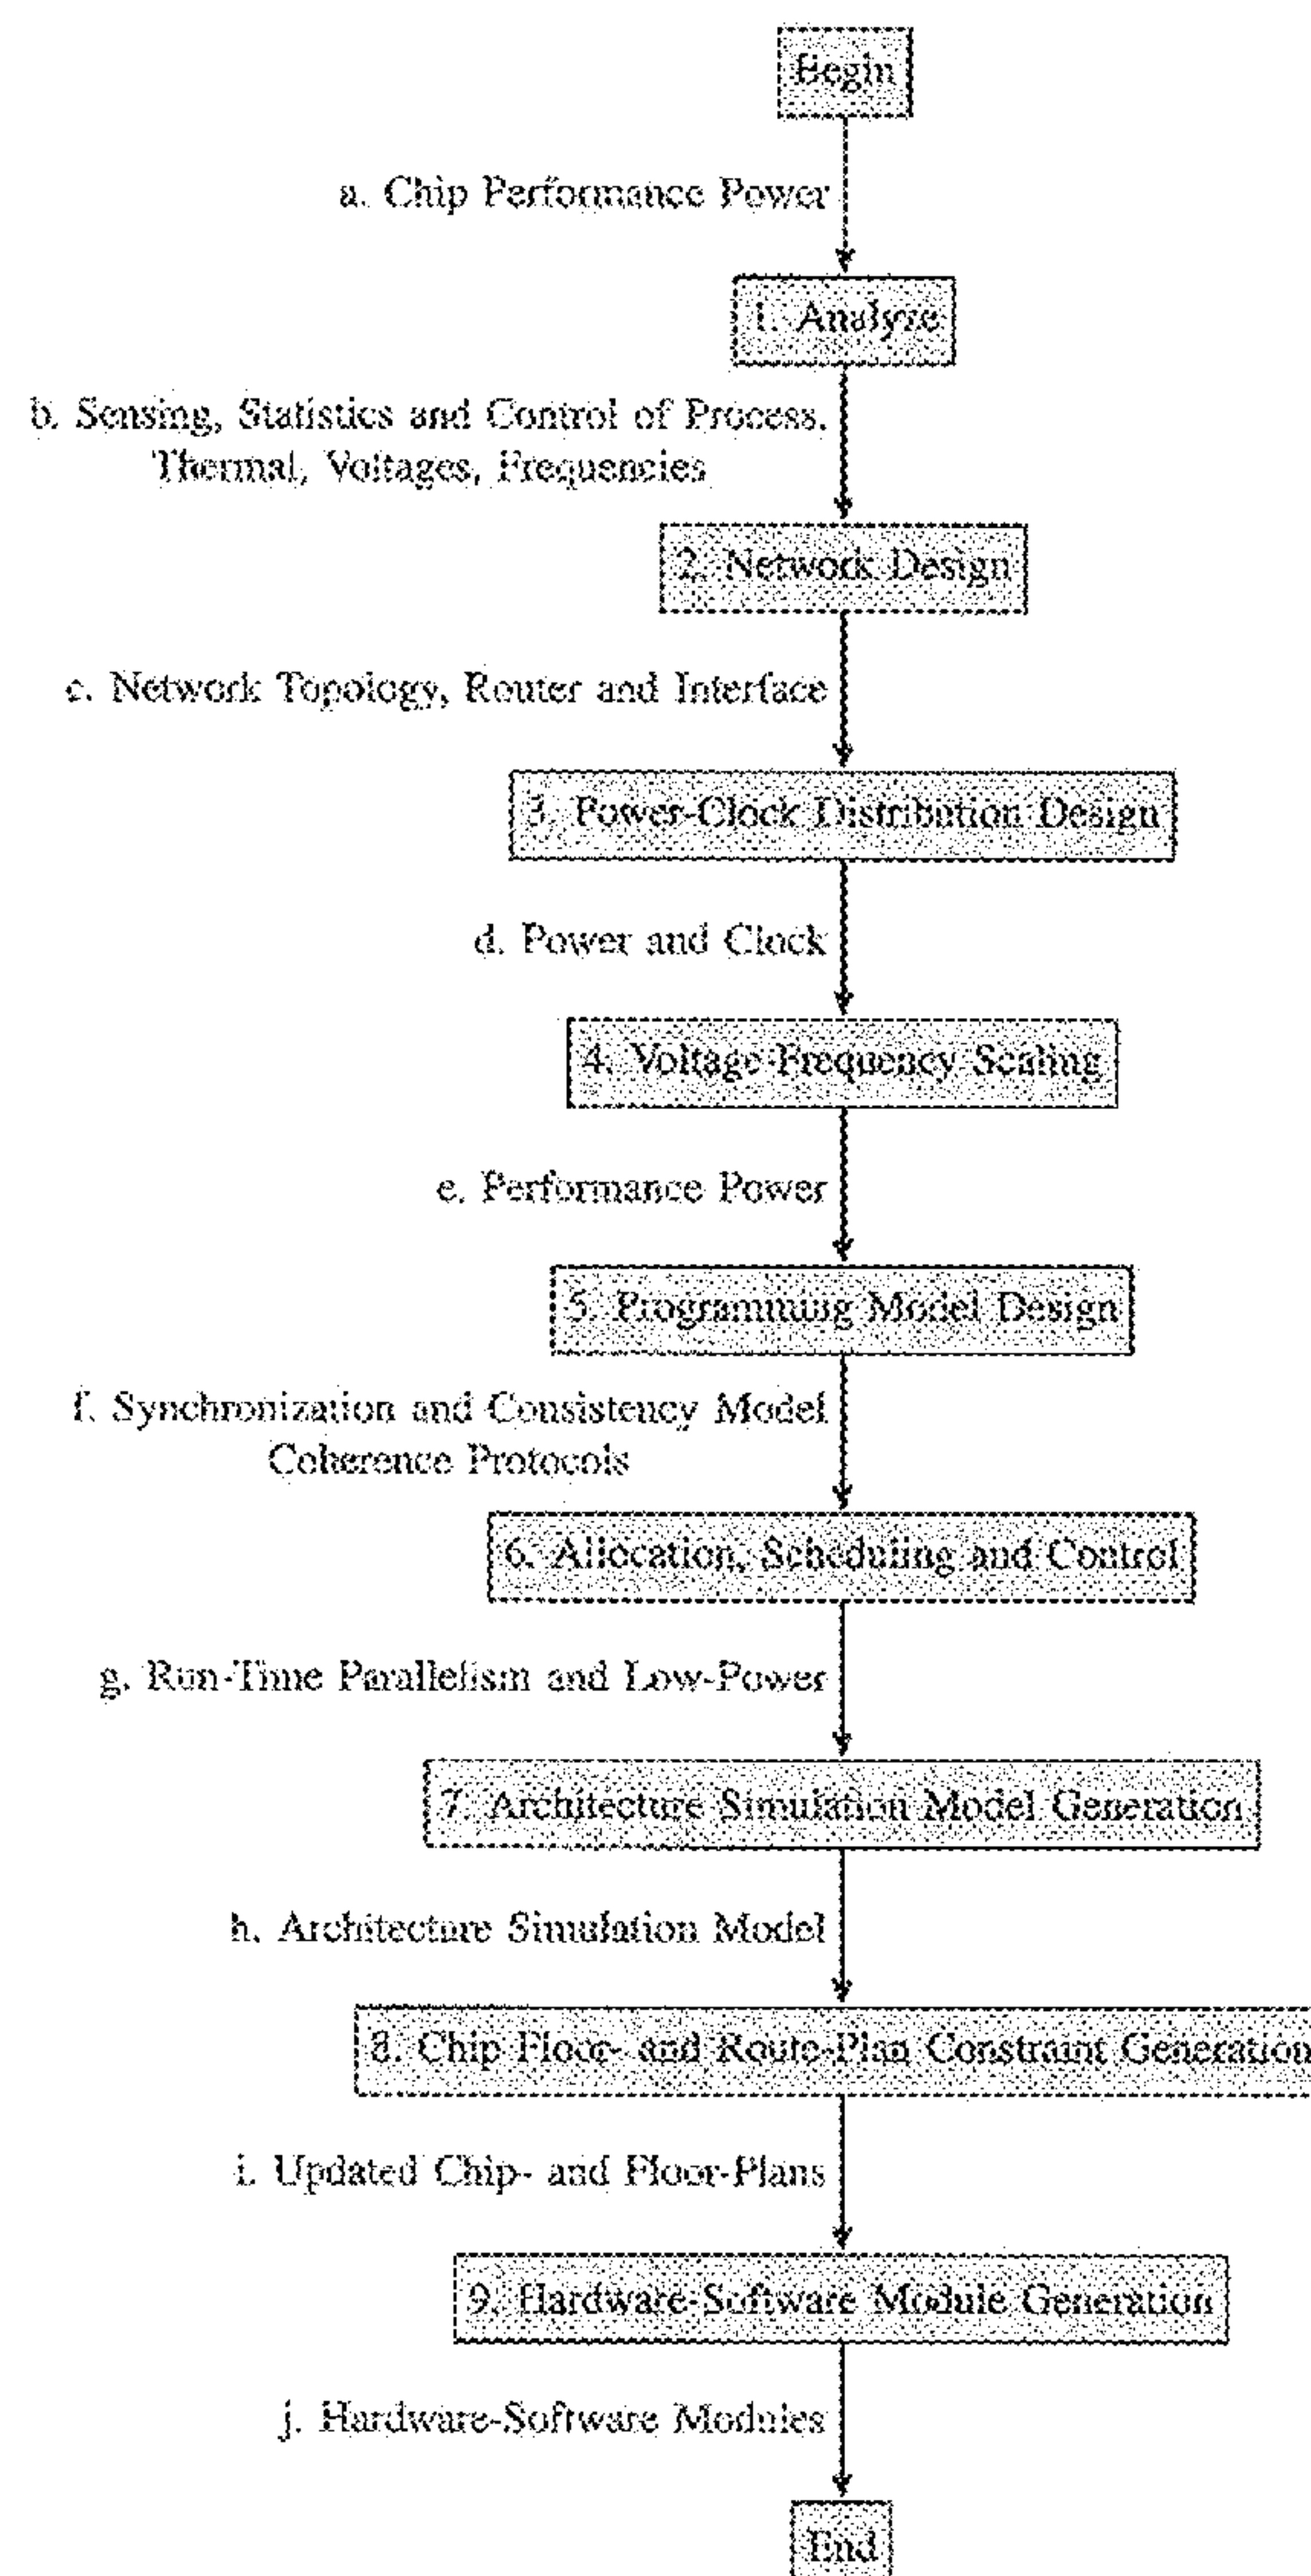 Begin
a. Chip Performance Power
1. Analyze
b. Sensing, Statistics and Control of Process,
Thermal, Voltages, Frequencies
2. Network Design
c. Network Topology, Router and Interface
3. Power-Clock Distribution Design
d. Power and Clock
4. Voltage-Frequency Scaling
e. Performance Power
5. Programming Model Design
f. Synchronization and Consistency Model
Coherence Protocols
6. Allocation, Scheduling and Control
g. Run-Time Parallelism and Low-Power
7. Architecture Simulation Model Generation
h. Architecture Simulation Model
8. Chip Floor- and Route-Plan Constraint Generation
i. Updated Chip- and Floor-Plans
9. Hardware-Software Module Generation
j. Hardware-Software Modules
End